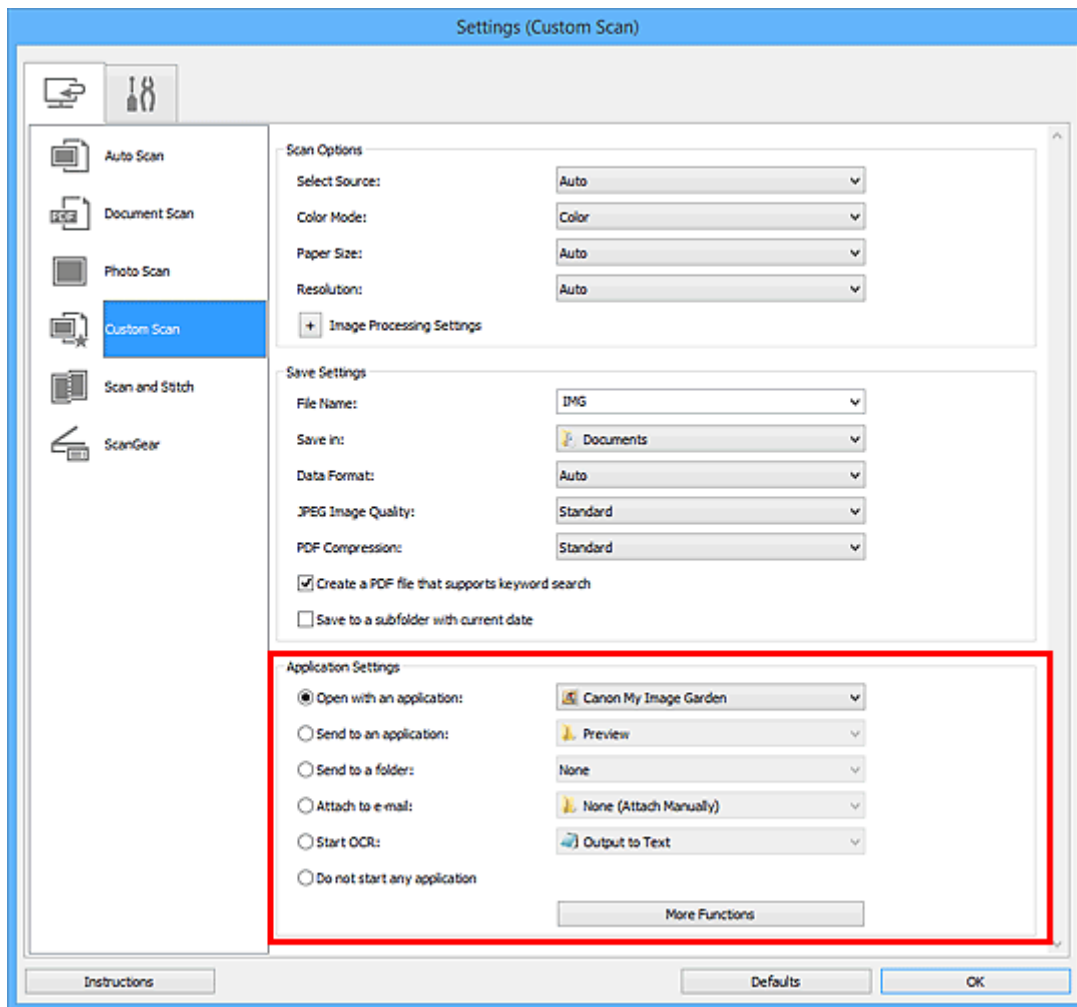 Settings (Custom Scan)
Auto Scan
Document Scan
PDF
Photo Scan
Custom Scan
Scan and Stitch
ScanGear
Scan Options
Select Source: Auto
Color Mode: Color
Paper Size: Auto
Resolution: Auto
+ Image Processing Settings
Save Settings
File Name: IMG
Save in: Documents
Data Format: Auto
JPEG Image Quality: Standard
PDF Compression: Standard
Create a PDF file that supports keyword search
Save to a subfolder with current date
Application Settings
Open with an application: Canon My Image Garden
Send to an application: Preview
Send to a folder: None
Attach to e-mail: None (Attach Manually)
Start OCR: Output to Text
Do not start any application
More Functions
Instructions Defaults OK